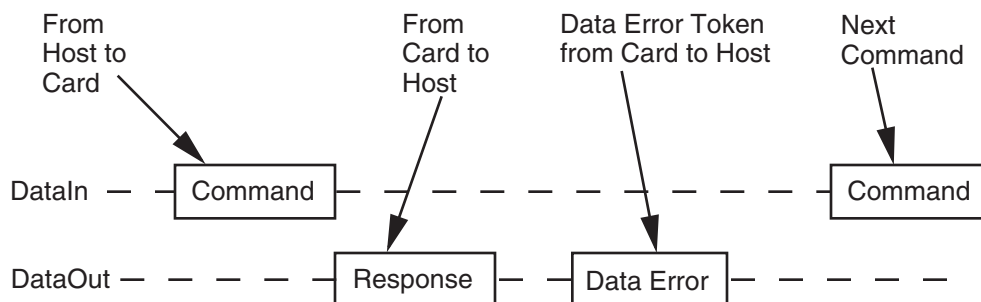 From
Host to
Card
From
Card to
Host
Data Error Token
from Card to Host
Next
Command
DataIn
Command
Command
DataOut
Response
Data Error